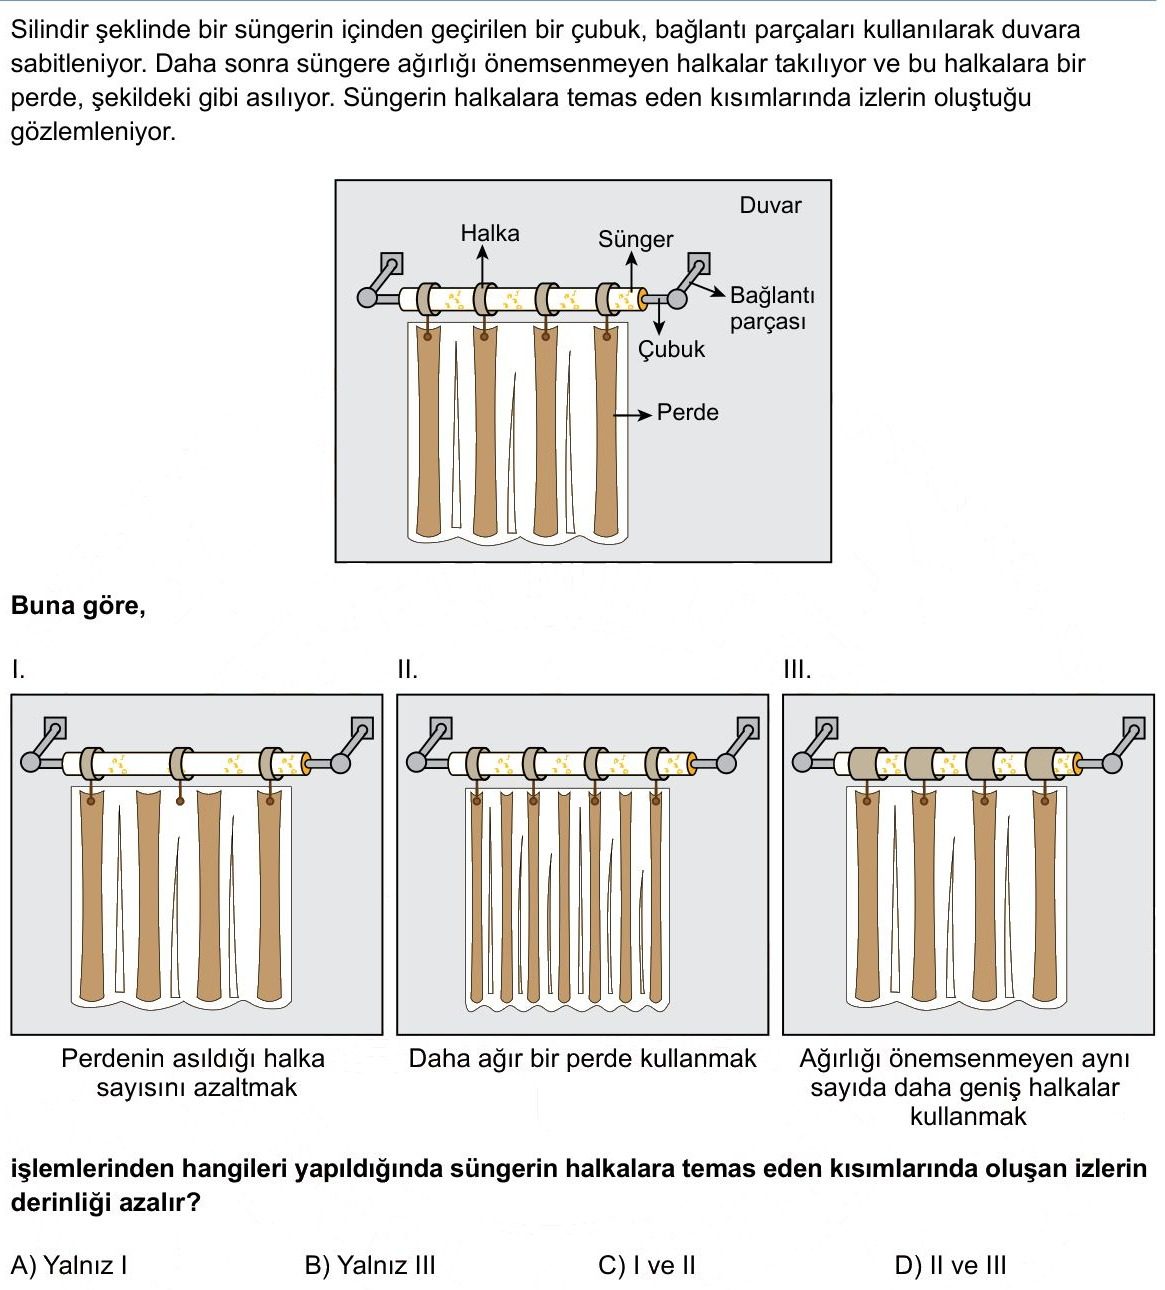 Silindir şeklinde bir süngerin içinden geçirilen bir çubuk, bağlantı parçaları kullanılarak duvara
sabitleniyor. Daha sonra süngere ağırlığı önemsenmeyen halkalar takılıyor ve bu halkalara bir
perde, şekildeki gibi asılıyor. Süngerin halkalara temas eden kısımlarında izlerin oluştuğu
gözlemleniyor.
Duvar
Halka
Sünger
Bağlantı
parçası
Çubuk
Perde
Buna göre,
I.
II.
III.
Perdenin asıldığı halka
sayısını azaltmak
Daha ağır bir perde kullanmak
Ağırlığı önemsenmeyen aynı
sayıda daha geniş halkalar
kullanmak
işlemlerinden hangileri yapıldığında süngerin halkalara temas eden kısımlarında oluşan izlerin
derinliği azalır?
A) Yalnız I
B) Yalnız III
C) I ve II
D) II ve III